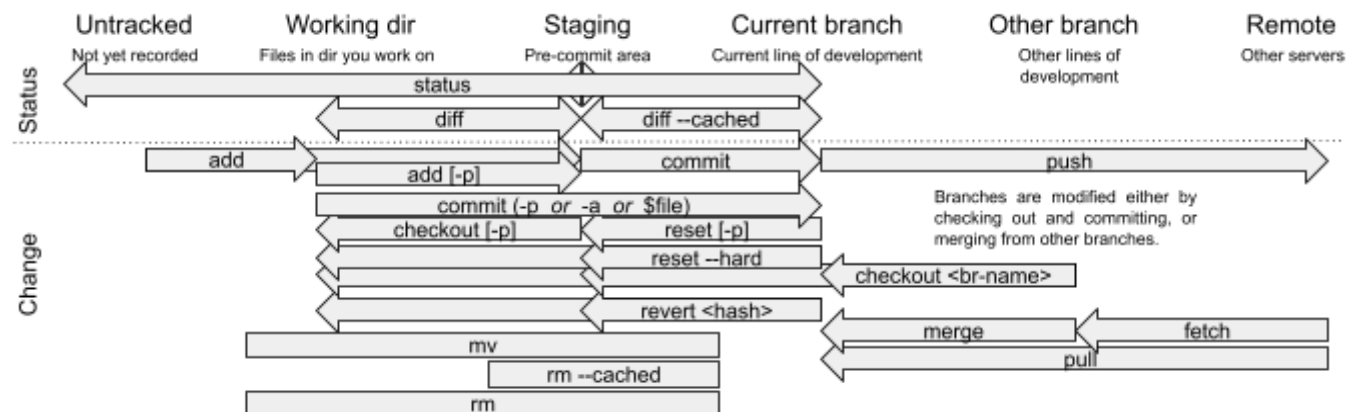 Untracked Working dir Staging Current branch Other branch Remote
Not yet recorded Files in dir you work on Pre-commit area Current line of development Other lines of Other servers
development
Status
status
diff diff --cached
Change
add commit push
add [-p]
commit (-p or -a or $file)
Branches are modified either by
checking out and committing, or
merging from other branches.
checkout [-p] reset [-p]
reset --hard
checkout <br-name>
revert <hash>
merge fetch
mv
pull
rm --cached
rm